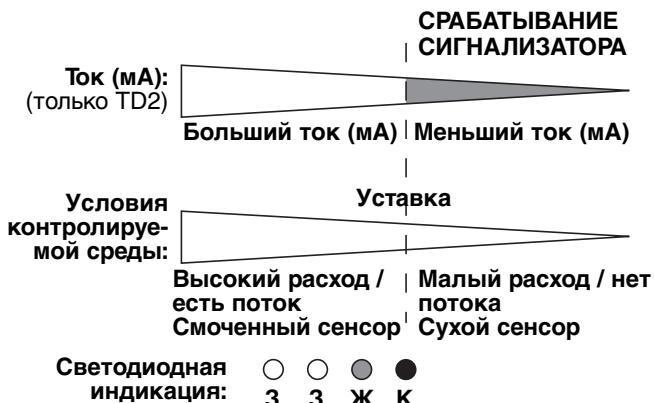 СРАБАТЫВАНИЕ
СИГНАЛИЗАТОРА
Ток (мА):
(только TD2)
Больший ток (мА) Меньший ток (мА)
Уставка
Условия
контролируе-
мой среды:
Высокий расход / Малый расход / нет
есть поток потока
Смоченный сенсор Сухой сенсор
Светодиодная
индикация:
З З Ж К